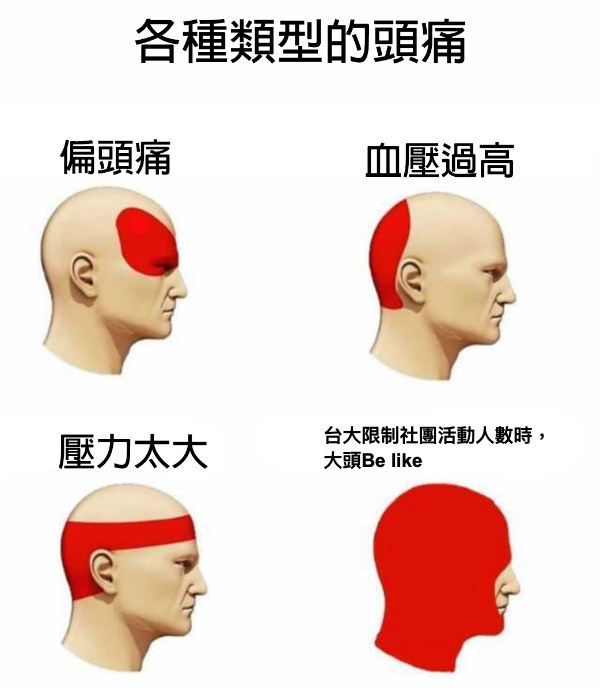 各種類型的頭痛
偏頭痛
血壓過高
壓力太大
台大限制社團活動人數時，
大頭Be like